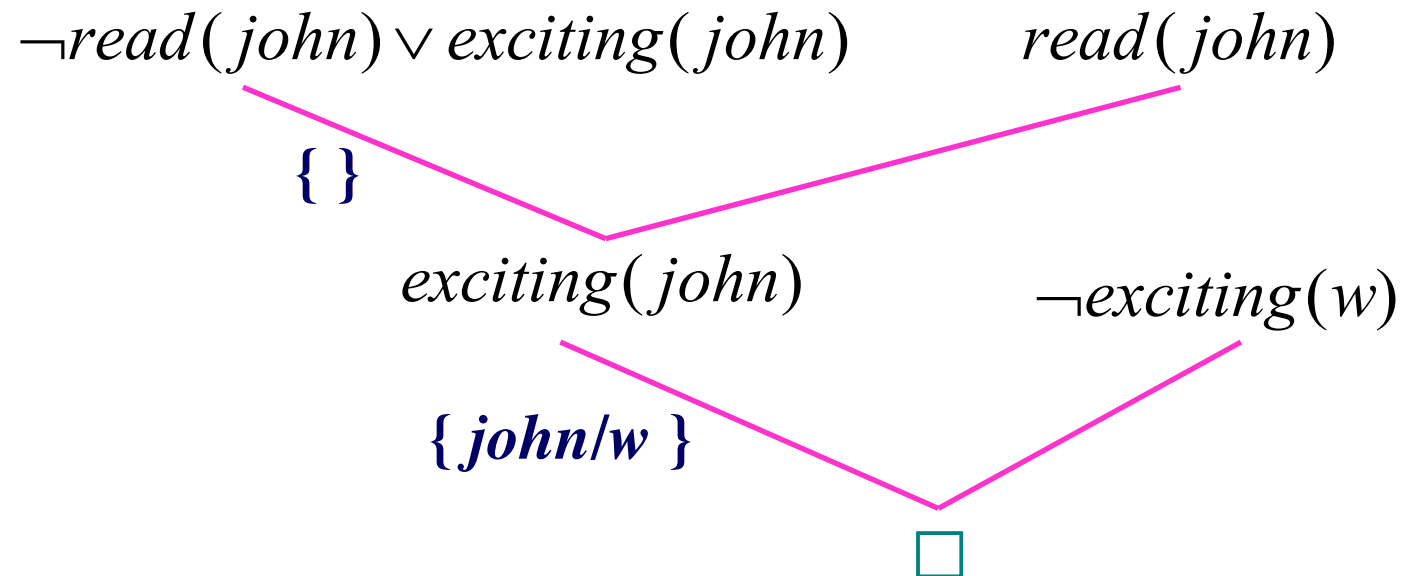 ¬read(john)∨exciting(john) read(john)
{ }
exciting(john) ¬exciting(w)
{ john/w }
□